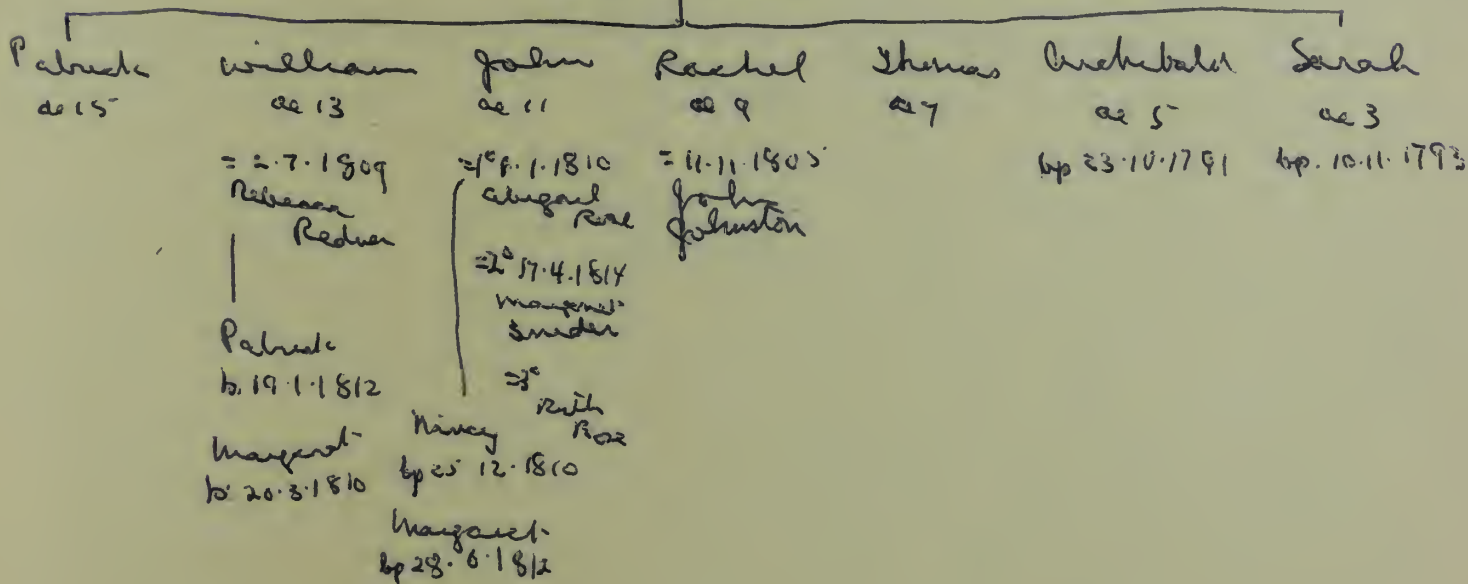 Patrick william John Rachel Thomas Archibald Sarah
ae 15 ae 13 ae 11 ae 9 ae 7 ae 5 ae 3
= 2.7.1809 =1° 8.1.1810 = 11.11.1805 bp 23.10.1791 bp. 10.11.1793
Rebecca Abigail John
Redner Rose Johnston
=2° 17.4.1814
Margaret
Snider
Patrick
b. 19.1.1812
=3°
Ruth
Rose
Margaret
b. 20.3.1810
Nancy
bp 25 12.1810
Margaret
bp 28.6.1812